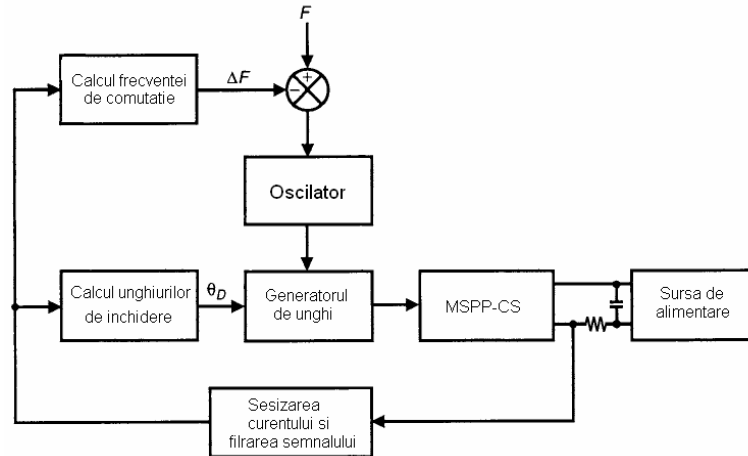 F
Calcul frecventei
de comutatie
ΔF
+
−
Oscilator
Calcul unghiurilor
de inchidere
θD
Generatorul
de unghi
MSPP-CS
Sursa de
alimentare
Sesizarea
curentului si
filrarea semnalului